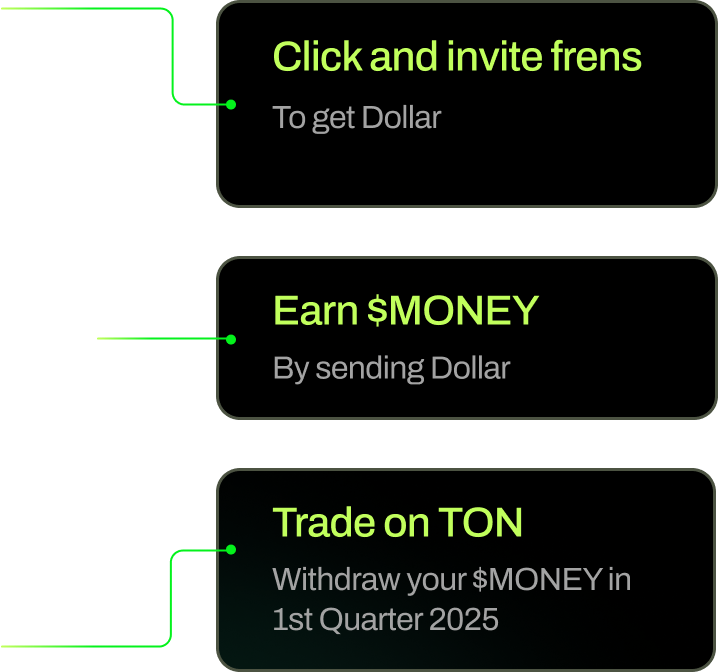 Click and invite frens
To get Dollar
Earn $MONEY
By sending Dollar
Trade on TON
Withdraw your $MONEY in
1st Quarter 2025